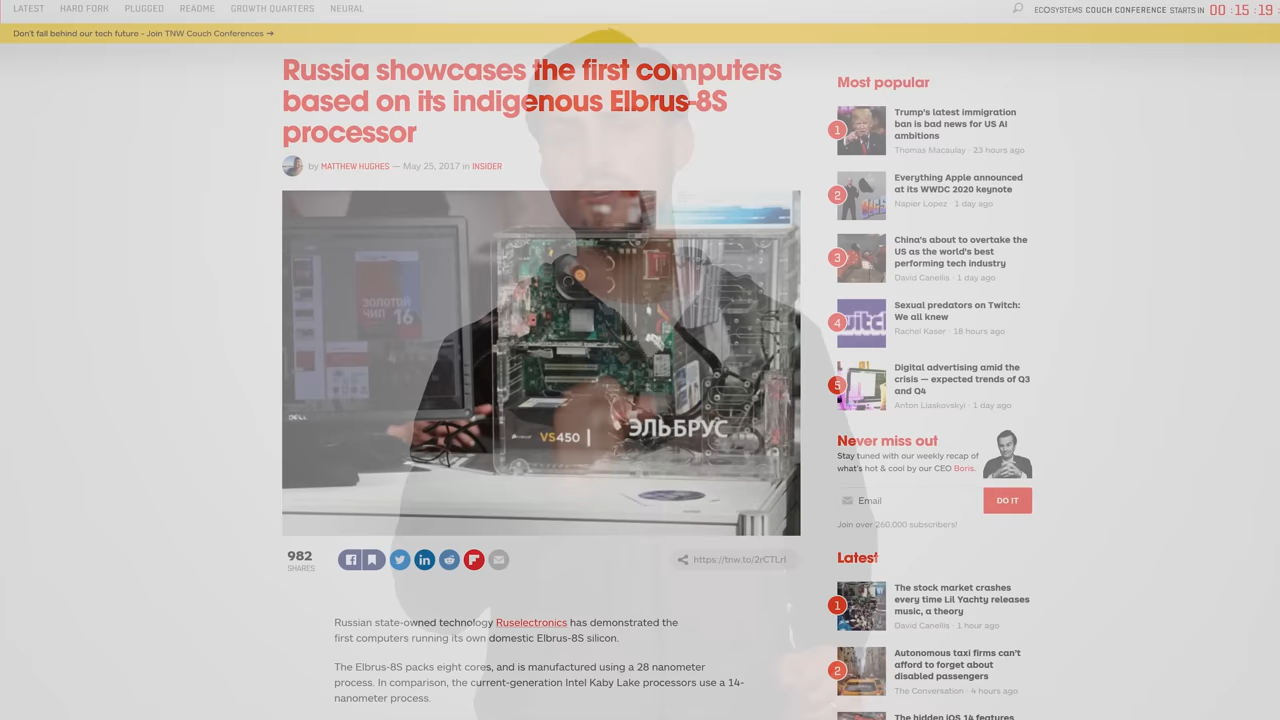 LATEST HARD FORK PLUGGED README GROWTH QUARTERS NEURAL
ECOSYSTEMS COUCH CONFERENCE STARTS IN 00 : 15 : 19 :
Don't fall behind our tech future - Join TNW Couch Conferences →
Russia showcases the first computers
based on its indigenous Elbrus-8S
processor
by MATTHEW HUGHES — May 25, 2017 in INSIDER
ЗОЛОТОЙ
ЧИП 16
DELL
VS450 |
ЭЛЬБРУС
982
SHARES
https://tnw.to/2rCTLrI
Russian state-owned technology Ruselectronics has demonstrated the
first computers running its own domestic Elbrus-8S silicon.
The Elbrus-8S packs eight cores, and is manufactured using a 28 nanometer
process. In comparison, the current-generation Intel Kaby Lake processors use a 14-
nanometer process.
Most popular
1
Trump's latest immigration
ban is bad news for US AI
ambitions
Thomas Macaulay · 23 hours ago
2
Everything Apple announced
at its WWDC 2020 keynote
Napier Lopez · 1 day ago
3
China's about to overtake the
US as the world's best
performing tech industry
David Canellis · 1 day ago
4
Sexual predators on Twitch:
We all knew
Rachel Kaser · 18 hours ago
5
Digital advertising amid the
crisis — expected trends of Q3
and Q4
Anton Liaskovskyi · 1 day ago
Never miss out
Stay tuned with our weekly recap of
what's hot & cool by our CEO Boris.
Email DO IT
Join over 260,000 subscribers!
Latest
1
The stock market crashes
every time Lil Yachty releases
music, a theory
David Canellis · 1 hour ago
2
Autonomous taxi firms can't
afford to forget about
disabled passengers
The Conversation · 4 hours ago
The hidden iOS 14 features